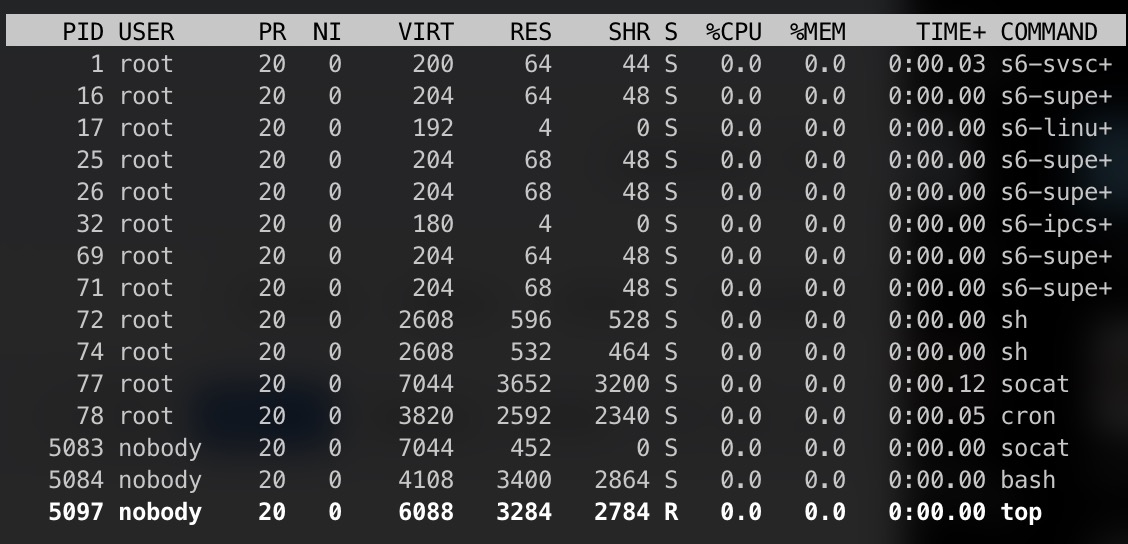 PID USER PR NI VIRT RES SHR S %CPU %MEM TIME+ COMMAND
1 root 20 0 200 64 44 S 0.0 0.0 0:00.03 s6-svsc+
16 root 20 0 204 64 48 S 0.0 0.0 0:00.00 s6-supe+
17 root 20 0 192 4 0 S 0.0 0.0 0:00.00 s6-linu+
25 root 20 0 204 68 48 S 0.0 0.0 0:00.00 s6-supe+
26 root 20 0 204 68 48 S 0.0 0.0 0:00.00 s6-supe+
32 root 20 0 180 4 0 S 0.0 0.0 0:00.00 s6-ipcs+
69 root 20 0 204 64 48 S 0.0 0.0 0:00.00 s6-supe+
71 root 20 0 204 68 48 S 0.0 0.0 0:00.00 s6-supe+
72 root 20 0 2608 596 528 S 0.0 0.0 0:00.00 sh
74 root 20 0 2608 532 464 S 0.0 0.0 0:00.00 sh
77 root 20 0 7044 3652 3200 S 0.0 0.0 0:00.12 socat
78 root 20 0 3820 2592 2340 S 0.0 0.0 0:00.05 cron
5083 nobody 20 0 7044 452 0 S 0.0 0.0 0:00.00 socat
5084 nobody 20 0 4108 3400 2864 S 0.0 0.0 0:00.00 bash
5097 nobody 20 0 6088 3284 2784 R 0.0 0.0 0:00.00 top